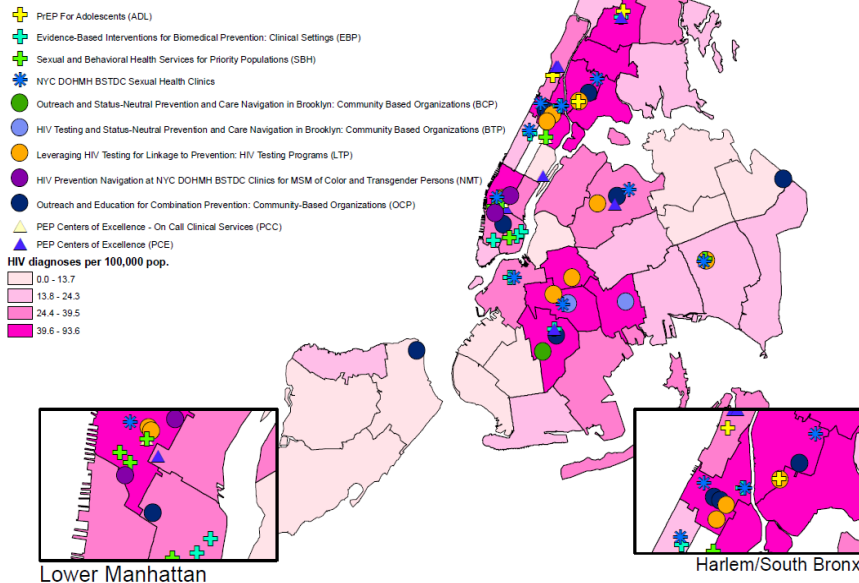 PrEP For Adolescents (ADL)
Evidence-Based Interventions for Biomedical Prevention: Clinical Settings (EBP)
Sexual and Behavioral Health Services for Priority Populations (SBH)
NYC DOHMH BSTDC Sexual Health Clinics
Outreach and Status-Neutral Prevention and Care Navigation in Brooklyn: Community Based Organizations (BCP)
HIV Testing and Status-Neutral Prevention and Care Navigation in Brooklyn: Community Based Organizations (BTP)
Leveraging HIV Testing for Linkage to Prevention: HIV Testing Programs (LTP)
HIV Prevention Navigation at NYC DOHMH BSTDC Clinics for MSM of Color and Transgender Persons (NMT)
Outreach and Education for Combination Prevention: Community-Based Organizations (OCP)
PEP Centers of Excellence - On Call Clinical Services (PCC)
PEP Centers of Excellence (PCE)
HIV diagnoses per 100,000 pop.
0.0 - 13.7
13.8 - 24.3
24.4 - 39.5
39.6 - 93.6
Lower Manhattan
Harlem/South Bronx